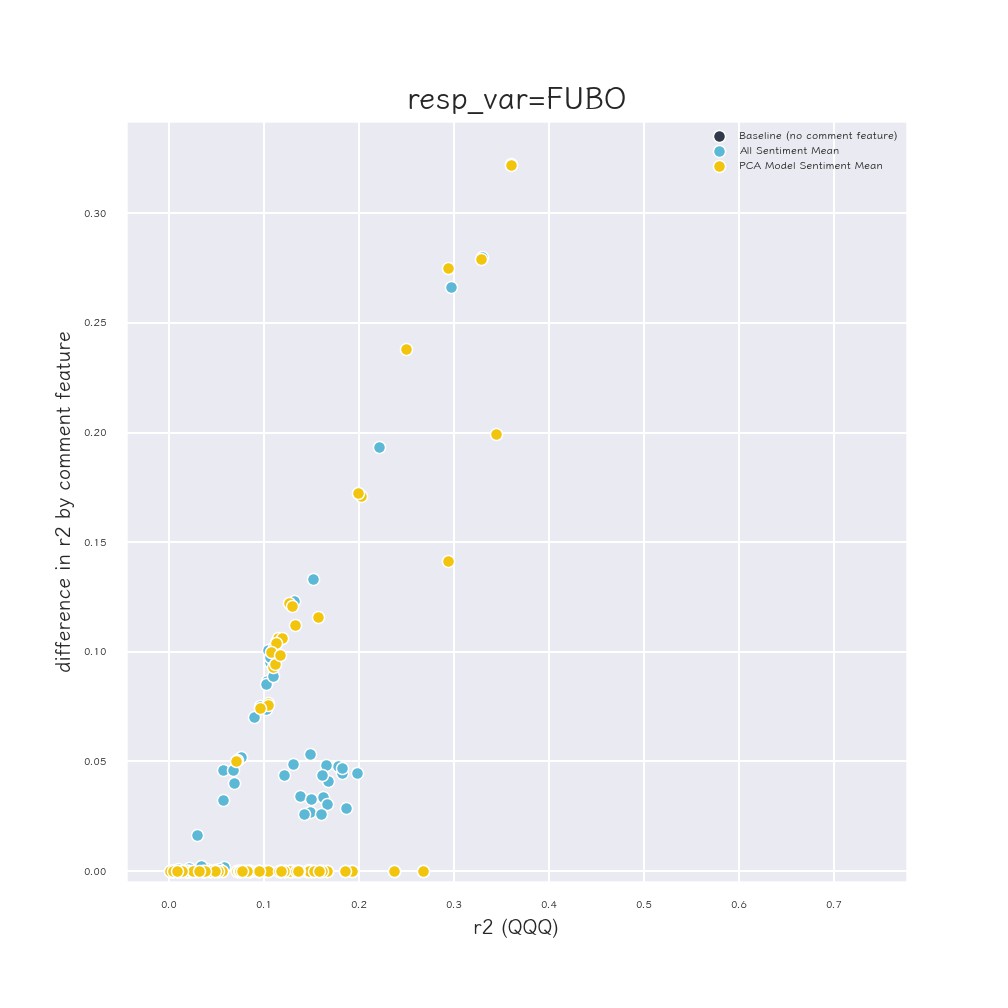 resp_var=FUBO
Baseline (no comment feature)
All Sentiment Mean
PCA Model Sentiment Mean
difference in r2 by comment feature
0.30
0.25
0.20
0.15
0.10
0.05
0.00
0.0 0.1 0.2 0.3 0.4 0.5 0.6 0.7
r2 (QQQ)